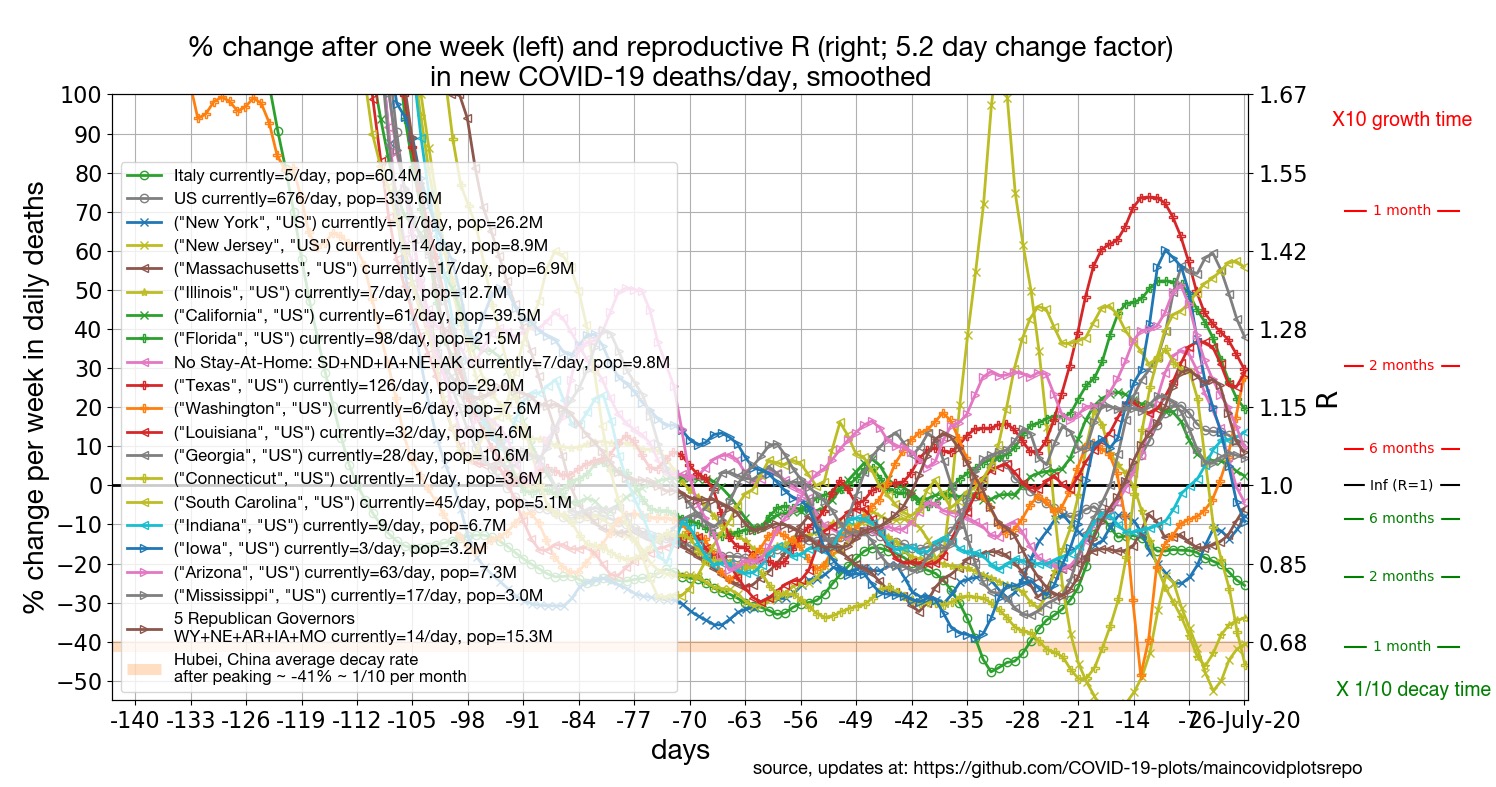 % change after one week (left) and reproductive R (right; 5.2 day change factor)
in new COVID-19 deaths/day, smoothed
% change per week in daily deaths
100
90
80
70
60
50
40
30
20
10
0
−10
−20
−30
−40
−50
Italy currently=5/day, pop=60.4M
US currently=676/day, pop=339.6M
("New York", "US") currently=17/day, pop=26.2M
("New Jersey", "US") currently=14/day, pop=8.9M
("Massachusetts", "US") currently=17/day, pop=6.9M
("Illinois", "US") currently=7/day, pop=12.7M
("California", "US") currently=61/day, pop=39.5M
("Florida", "US") currently=98/day, pop=21.5M
No Stay-At-Home: SD+ND+IA+NE+AK currently=7/day, pop=9.8M
("Texas", "US") currently=126/day, pop=29.0M
("Washington", "US") currently=6/day, pop=7.6M
("Louisiana", "US") currently=32/day, pop=4.6M
("Georgia", "US") currently=28/day, pop=10.6M
("Connecticut", "US") currently=1/day, pop=3.6M
("South Carolina", "US") currently=45/day, pop=5.1M
("Indiana", "US") currently=9/day, pop=6.7M
("Iowa", "US") currently=3/day, pop=3.2M
("Arizona", "US") currently=63/day, pop=7.3M
("Mississippi", "US") currently=17/day, pop=3.0M
5 Republican Governors
WY+NE+AR+IA+MO currently=14/day, pop=15.3M
Hubei, China average decay rate
after peaking ~ -41% ~ 1/10 per month
1.67
1.55
1.42
1.28
1.15
1.0
0.85
0.68
R
X10 growth time
1 month
2 months
6 months
Inf (R=1)
6 months
2 months
1 month
X 1/10 decay time
-140 -133 -126 -119 -112 -105 -98 -91 -84 -77 -70 -63 -56 -49 -42 -35 -28 -21 -14 -7 26-July-20
days
source, updates at: https://github.com/COVID-19-plots/maincovidplotsrepo